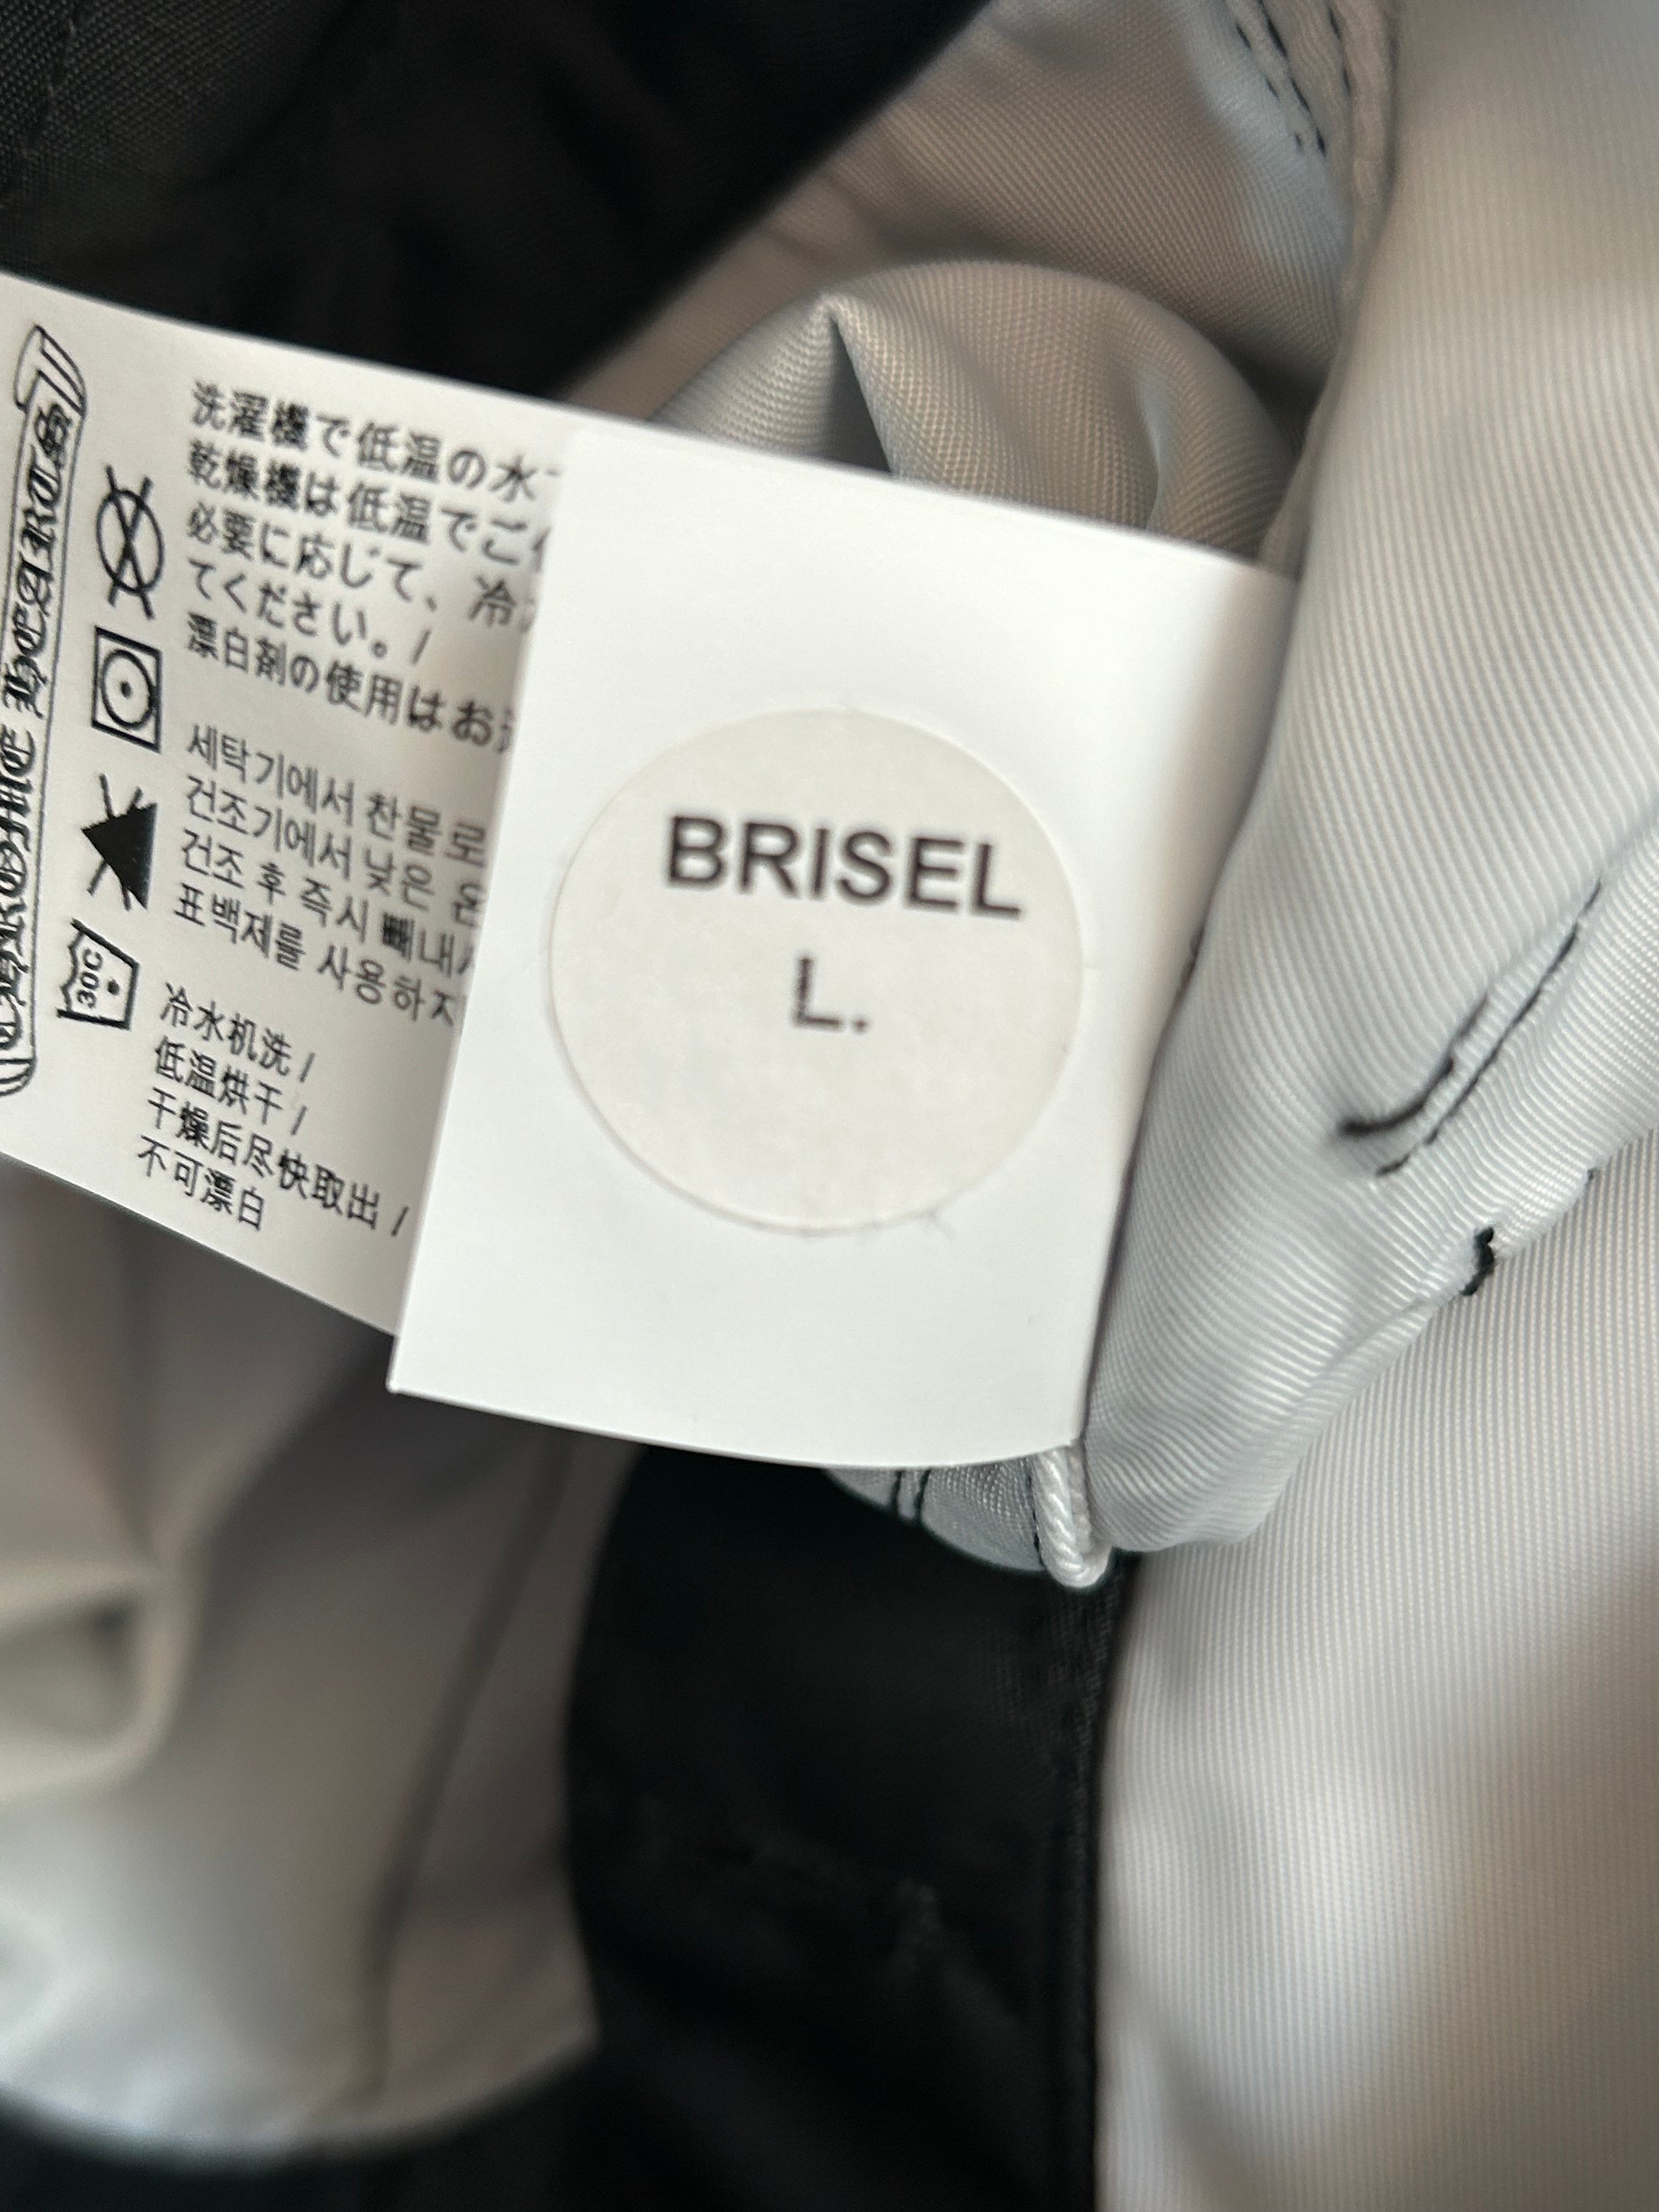 CHROME HEARTS
洗濯機で低温の水
乾燥機は低温でご
必要に応じて、冷
てください。/
漂白剤の使用はお
세탁기에서 찬물로
건조기에서 낮은 온
건조 후 즉시 빼내
표백제를 사용하지
30C
冷水机洗 /
低温烘干 /
干燥后尽快取出 /
不可漂白
BRISEL
L.